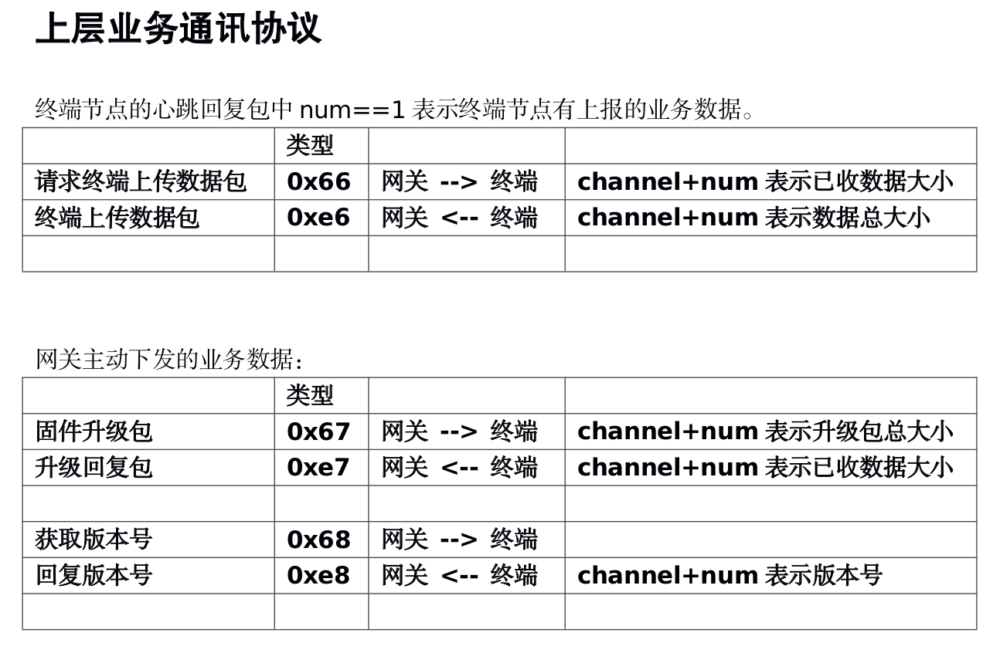 上层业务通讯协议
终端节点的心跳回复包中 num==1 表示终端节点有上报的业务数据。
类型
请求终端上传数据包 0x66 网关 --> 终端 channel+num 表示已收数据大小
终端上传数据包 0xe6 网关 <-- 终端 channel+num 表示数据总大小
网关主动下发的业务数据：
类型
固件升级包 0x67 网关 --> 终端 channel+num 表示升级包总大小
升级回复包 0xe7 网关 <-- 终端 channel+num 表示已收数据大小
获取版本号 0x68 网关 --> 终端
回复版本号 0xe8 网关 <-- 终端 channel+num 表示版本号